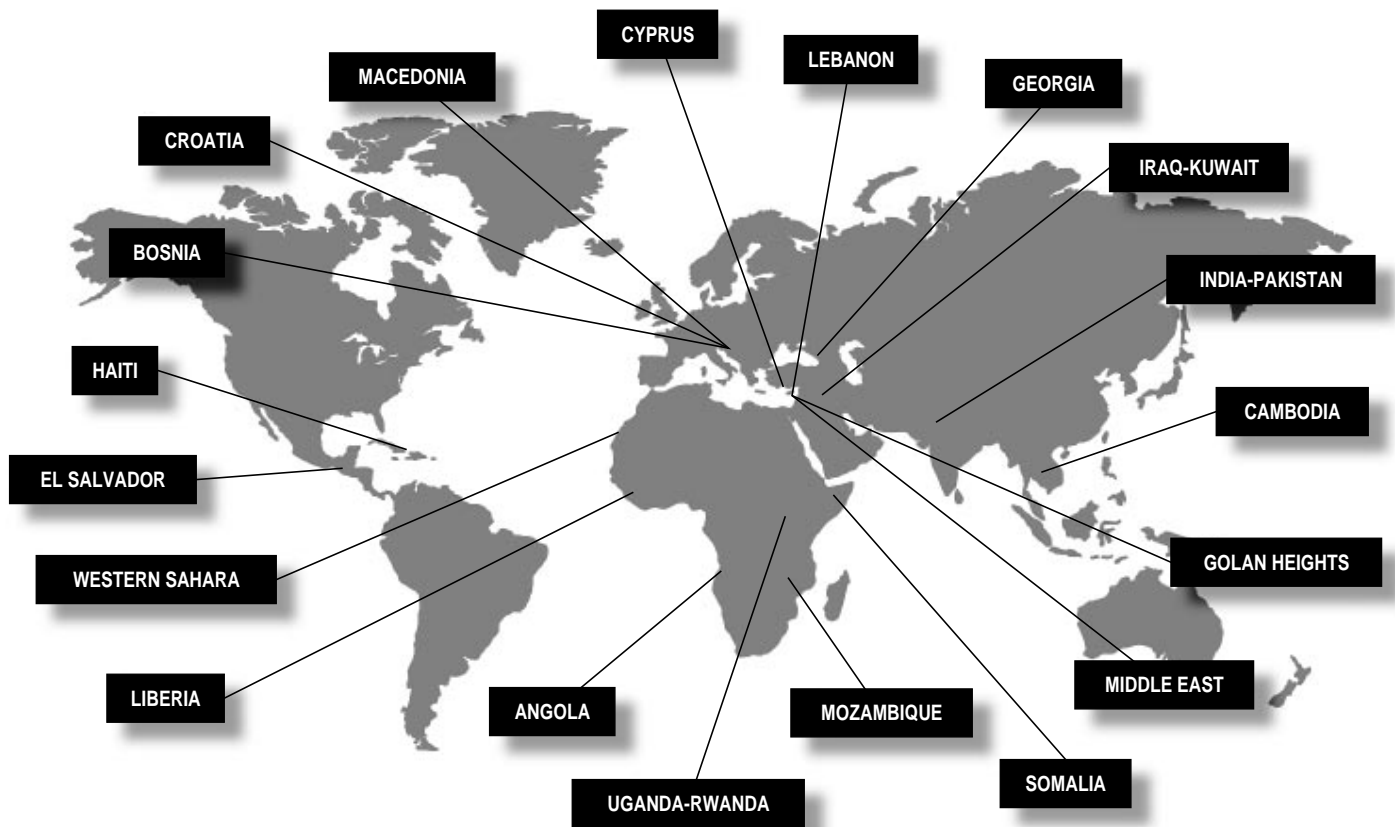 CYPRUS
LEBANON
MACEDONIA
GEORGIA
CROATIA
IRAQ-KUWAIT
BOSNIA
INDIA-PAKISTAN
HAITI
CAMBODIA
EL SALVADOR
GOLAN HEIGHTS
WESTERN SAHARA
MIDDLE EAST
LIBERIA
ANGOLA
MOZAMBIQUE
SOMALIA
UGANDA-RWANDA